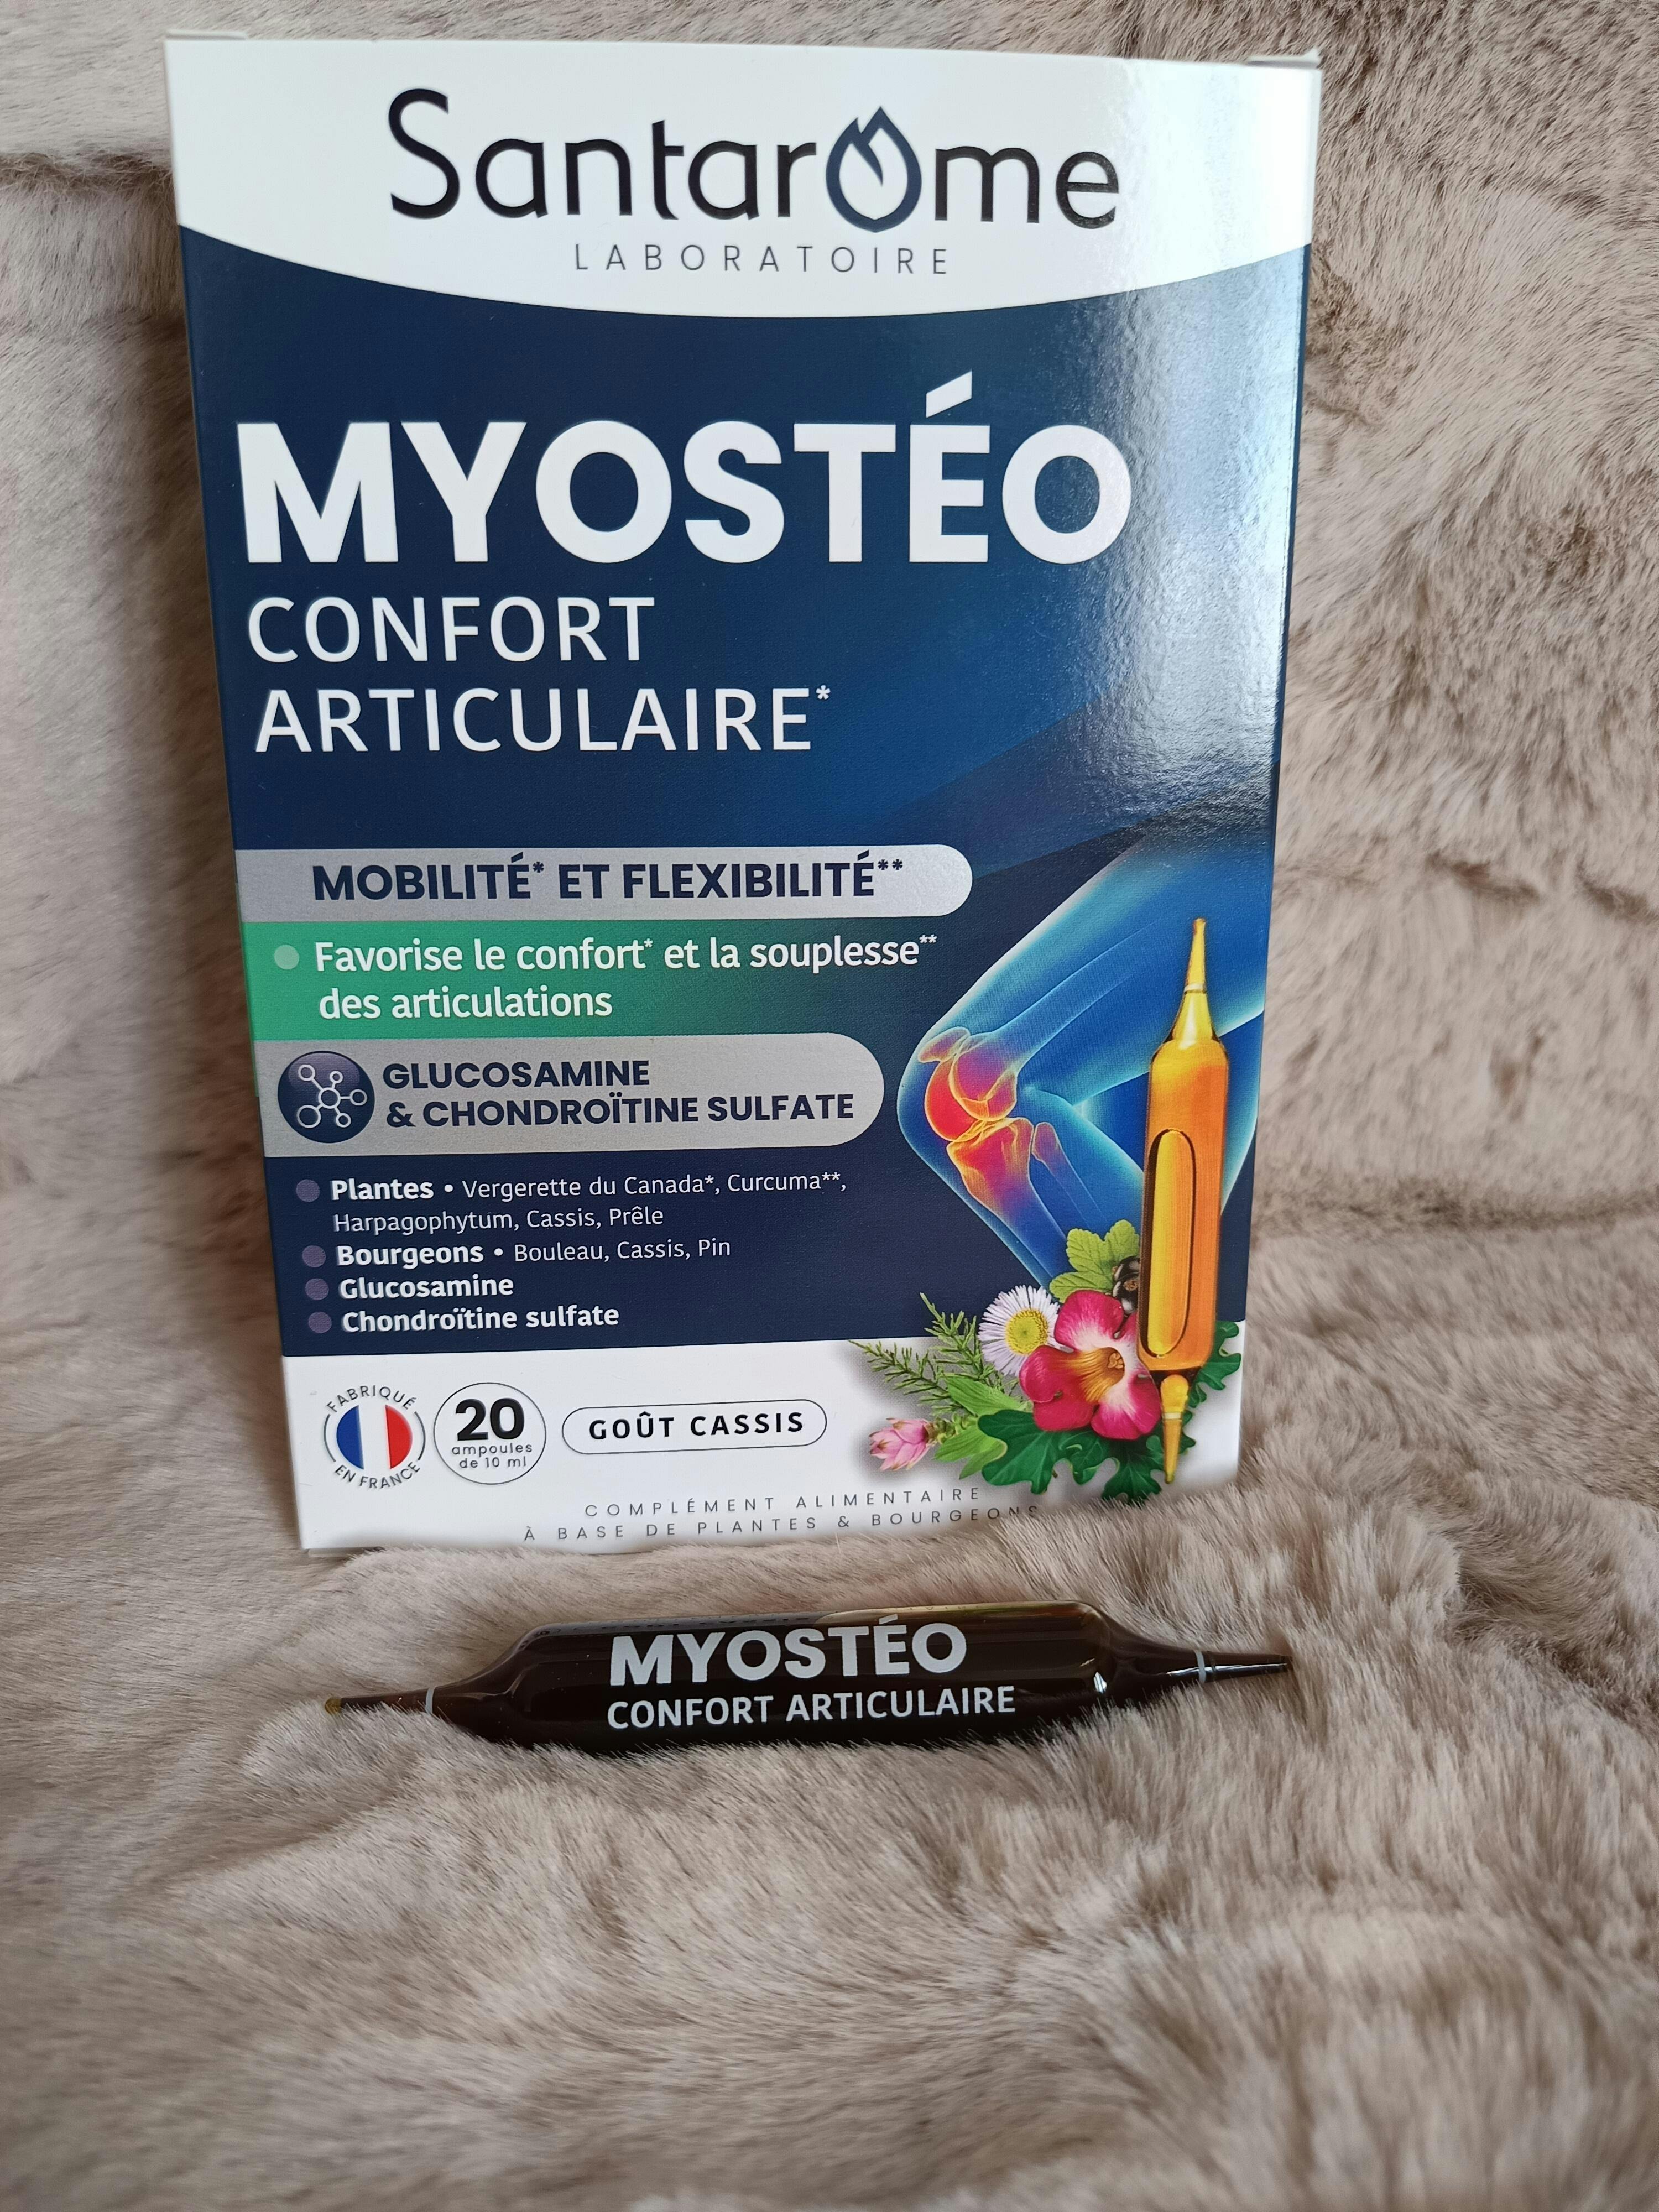 Santarome
LABORATOIRE
MYOSTÉO
CONFORT
ARTICULAIRE*
MOBILITÉ* ET FLEXIBILITÉ**
Favorise le confort* et la souplesse**
des articulations
GLUCOSAMINE
& CHONDROÏTINE SULFATE
Plantes • Vergerette du Canada*, Curcuma**,
Harpagophytum, Cassis, Prêle
Bourgeons • Bouleau, Cassis, Pin
Glucosamine
Chondroïtine sulfate
FABRIQUÉ
EN FRANCE
20
ampoules
de 10 ml
GOÛT CASSIS
COMPLÉMENT ALIMENTAIRE
À BASE DE PLANTES & BOURGEONS
MYOSTÉO
CONFORT ARTICULAIRE